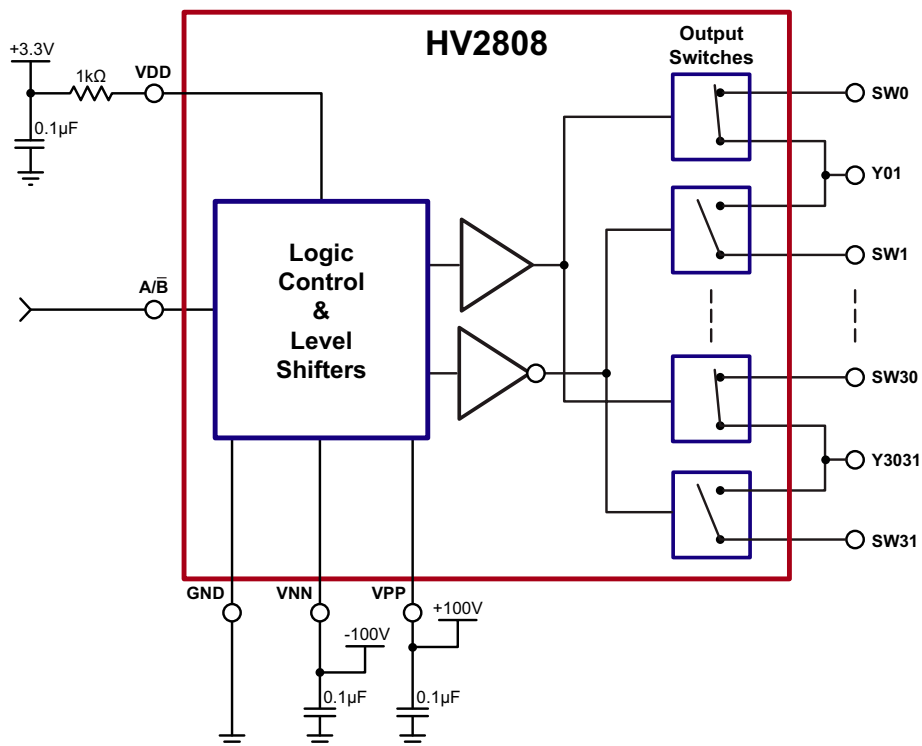 HV2808
Output
Switches
+3.3V
1kΩ
VDD
0.1µF
SW0
Y01
SW1
Logic
Control
&
Level
Shifters
A/B̅
SW30
Y3031
SW31
GND
VNN
VPP
-100V
+100V
0.1µF
0.1µF